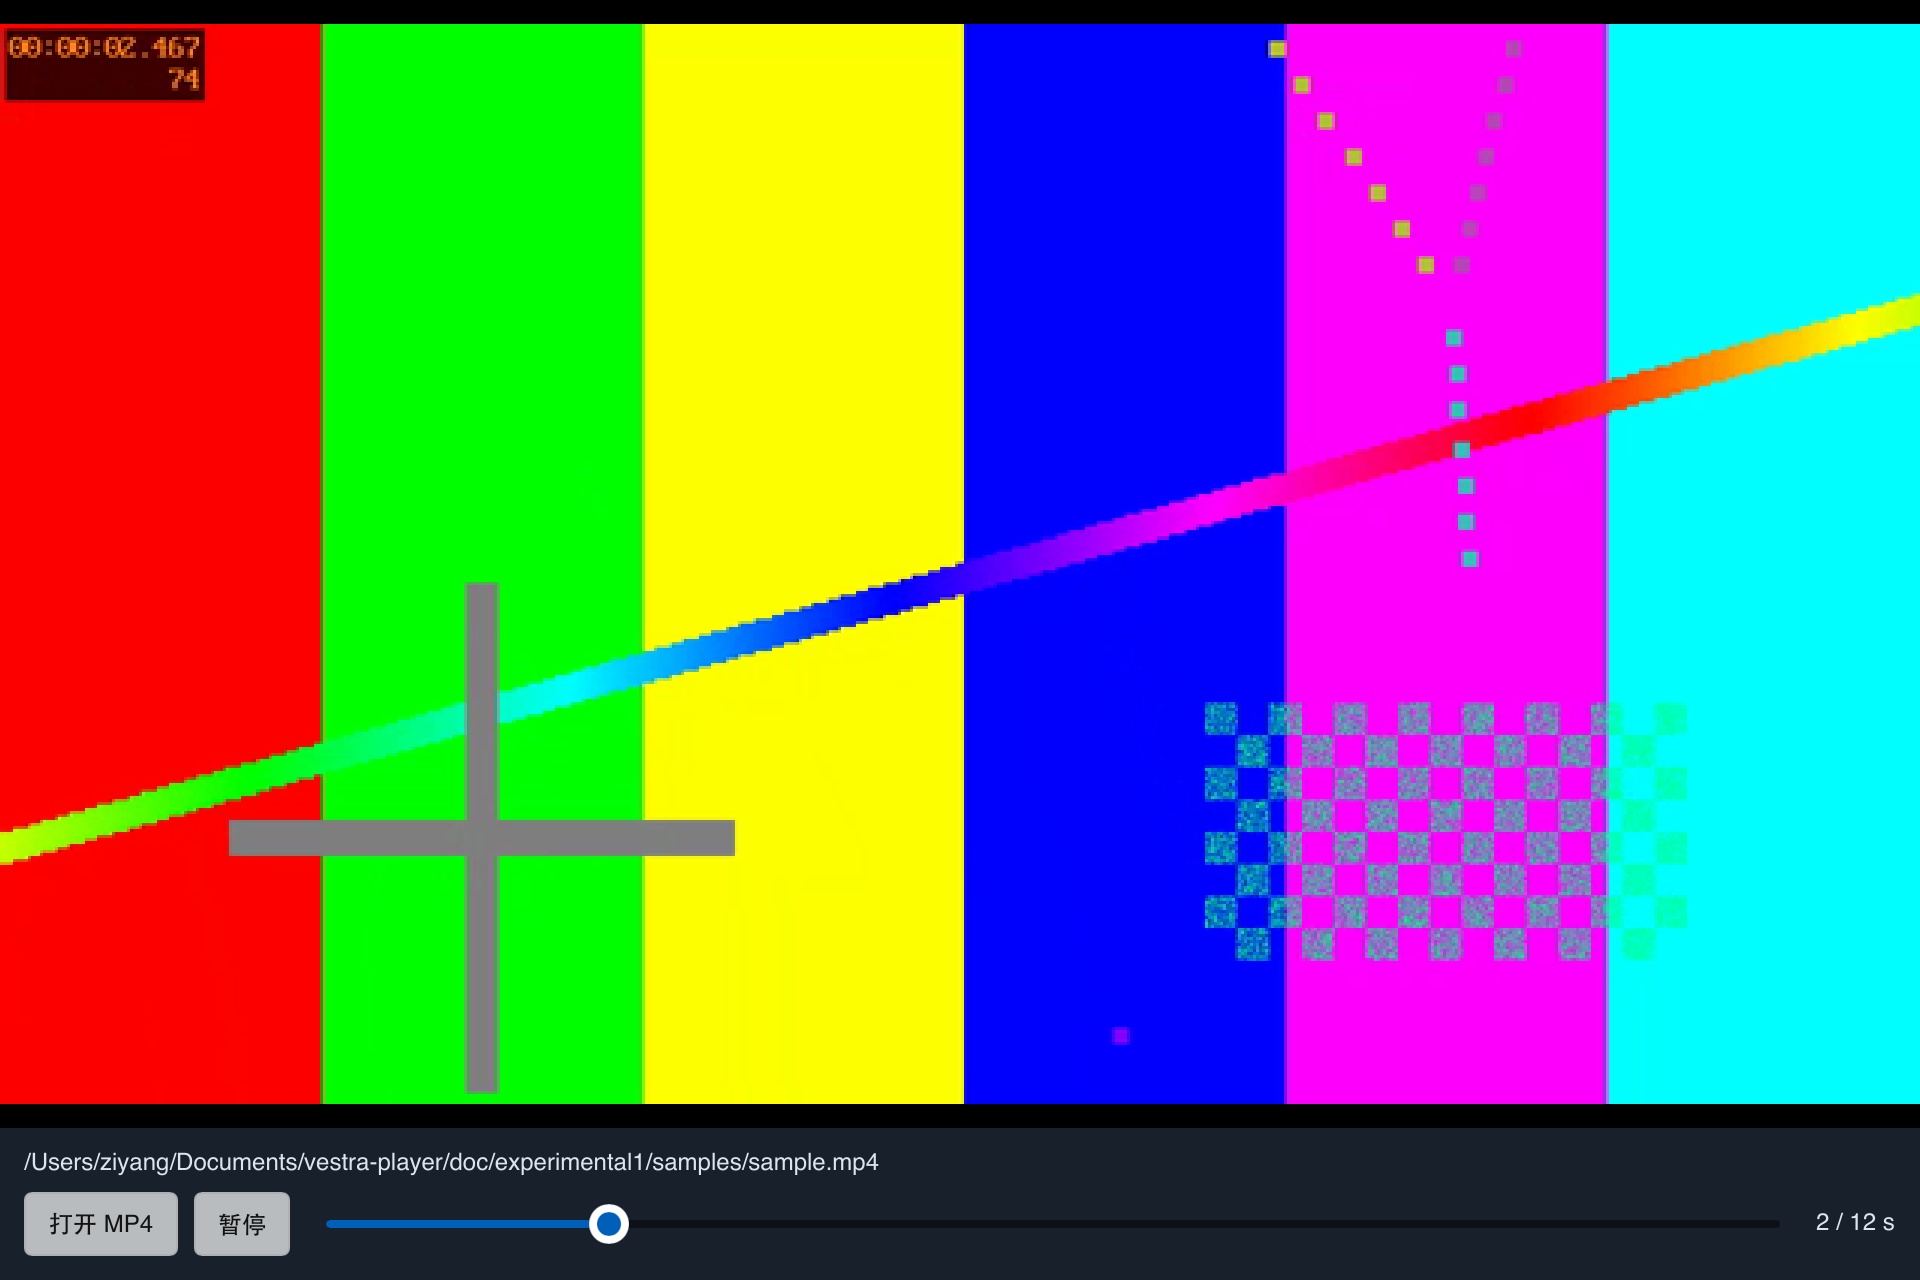 00:00:02.467
74
/Users/ziyang/Documents/vestra-player/doc/experimental1/samples/sample.mp4
打开 MP4 暂停 2 / 12 s